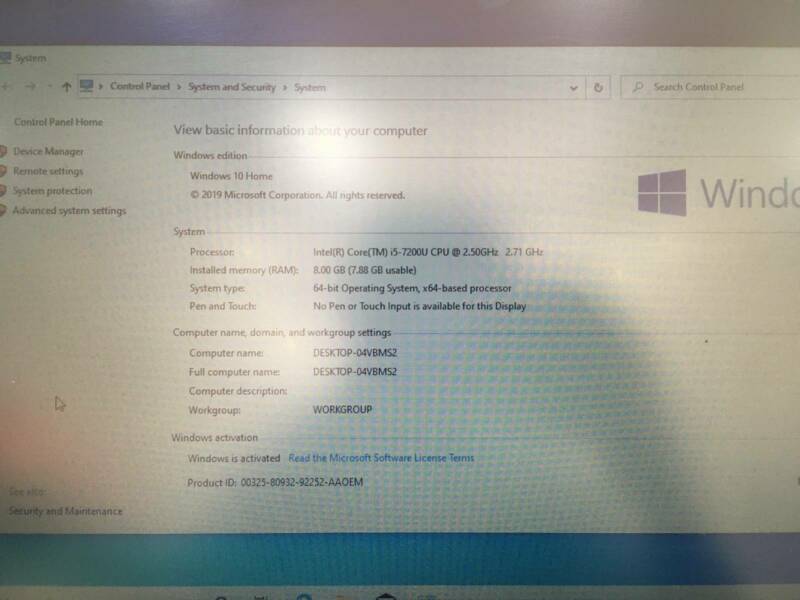 System
Control Panel › System and Security › System
Search Control Panel
Control Panel Home
Device Manager
Remote settings
System protection
Advanced system settings
View basic information about your computer
Windows edition
Windows 10 Home
© 2019 Microsoft Corporation. All rights reserved.
Windo
System
Processor: Intel(R) Core(TM) i5-7200U CPU @ 2.50GHz 2.71 GHz
Installed memory (RAM): 8.00 GB (7.88 GB usable)
System type: 64-bit Operating System, x64-based processor
Pen and Touch: No Pen or Touch Input is available for this Display
Computer name, domain, and workgroup settings
Computer name: DESKTOP-04VBMS2
Full computer name: DESKTOP-04VBMS2
Computer description:
Workgroup: WORKGROUP
Windows activation
Windows is activated Read the Microsoft Software License Terms
Product ID: 00325-80932-92252-AAOEM
See also
Security and Maintenance